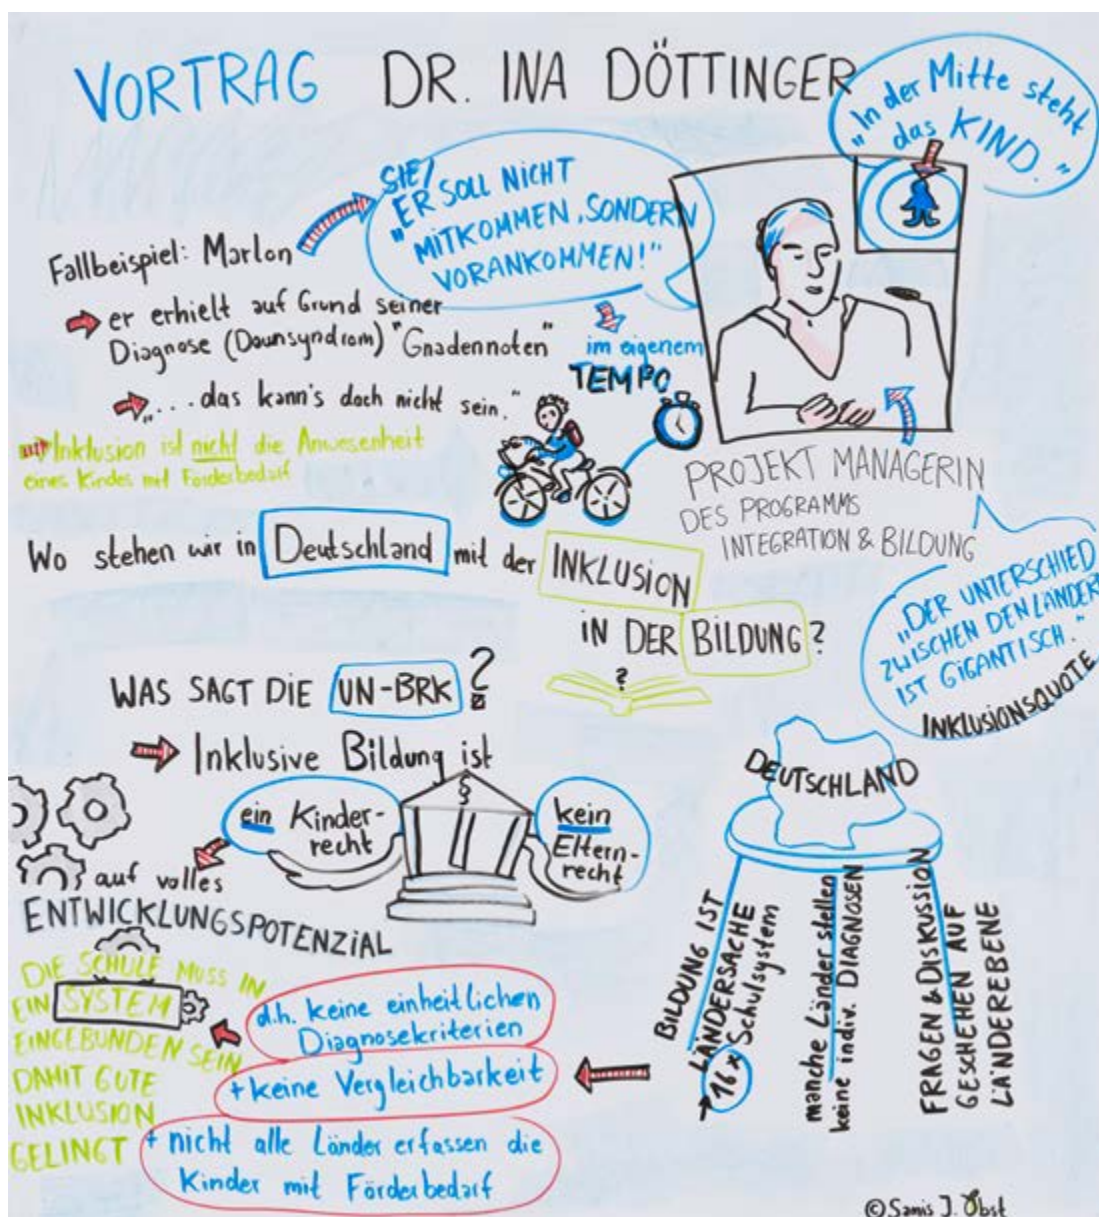 VORTRAG DR. INA DÖTTINGER
„In der Mitte steht
das KIND."
SIE/
„ER SOLL NICHT
MITKOMMEN, SONDERN
VORANKOMMEN!"
im eigenem
TEMPO
Fallbeispiel: Marlon
er erhielt auf Grund seiner
Diagnose (Downsyndrom) "Gnadennoten"
„... das kann's doch nicht sein."
Inklusion ist nicht die Anwesenheit
eines Kindes mit Förderbedarf
PROJEKT MANAGERIN
DES PROGRAMMS
INTEGRATION & BILDUNG
Wo stehen wir in Deutschland mit der INKLUSION
IN DER BILDUNG?
?
„DER UNTERSCHIED
ZWISCHEN DEN LÄNDER
IST GIGANTISCH."
INKLUSIONSQUOTE
WAS SAGT DIE UN-BRK?
Inklusive Bildung ist
§
ein Kinder-
recht
kein
Eltern-
recht
auf volles
ENTWICKLUNGSPOTENZIAL
DEUTSCHLAND
BILDUNG IST
LÄNDERSACHE
16x Schulsystem
manche Länder stellen
keine indiv. DIAGNOSEN
FRAGEN & DISKUSSION
GESCHEHEN AUF
LÄNDEREBENE
d.h. keine einheitlichen
Diagnosekriterien
+ keine Vergleichbarkeit
+ nicht alle Länder erfassen die
Kinder mit Förderbedarf
DIE SCHULE MUSS IN
EIN SYSTEM
EINGEBUNDEN SEIN
DAMIT GUTE
INKLUSION
GELINGT
© Samis J. Obst